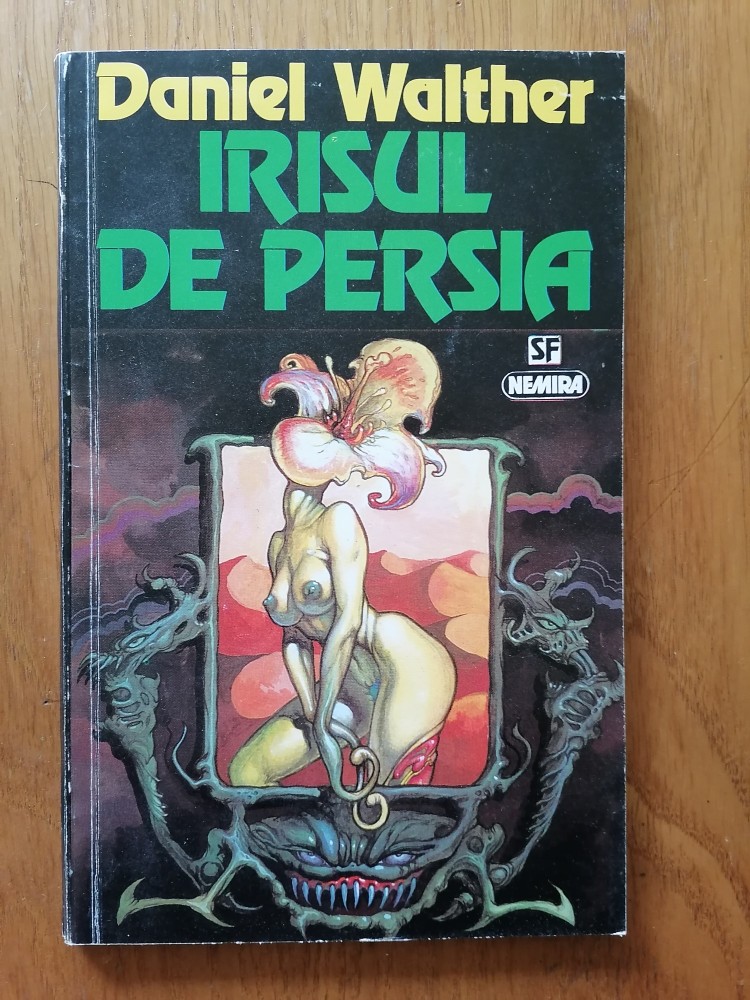 Daniel Walther
IRISUL
DE PERSIA
SF
NEMIRA